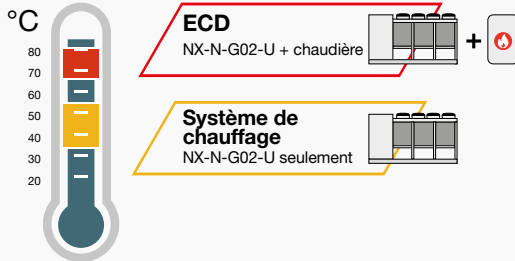 °C
80
70
60
50
40
30
20
ECD
NX-N-G02-U + chaudière
+
Système de
chauffage
NX-N-G02-U seulement